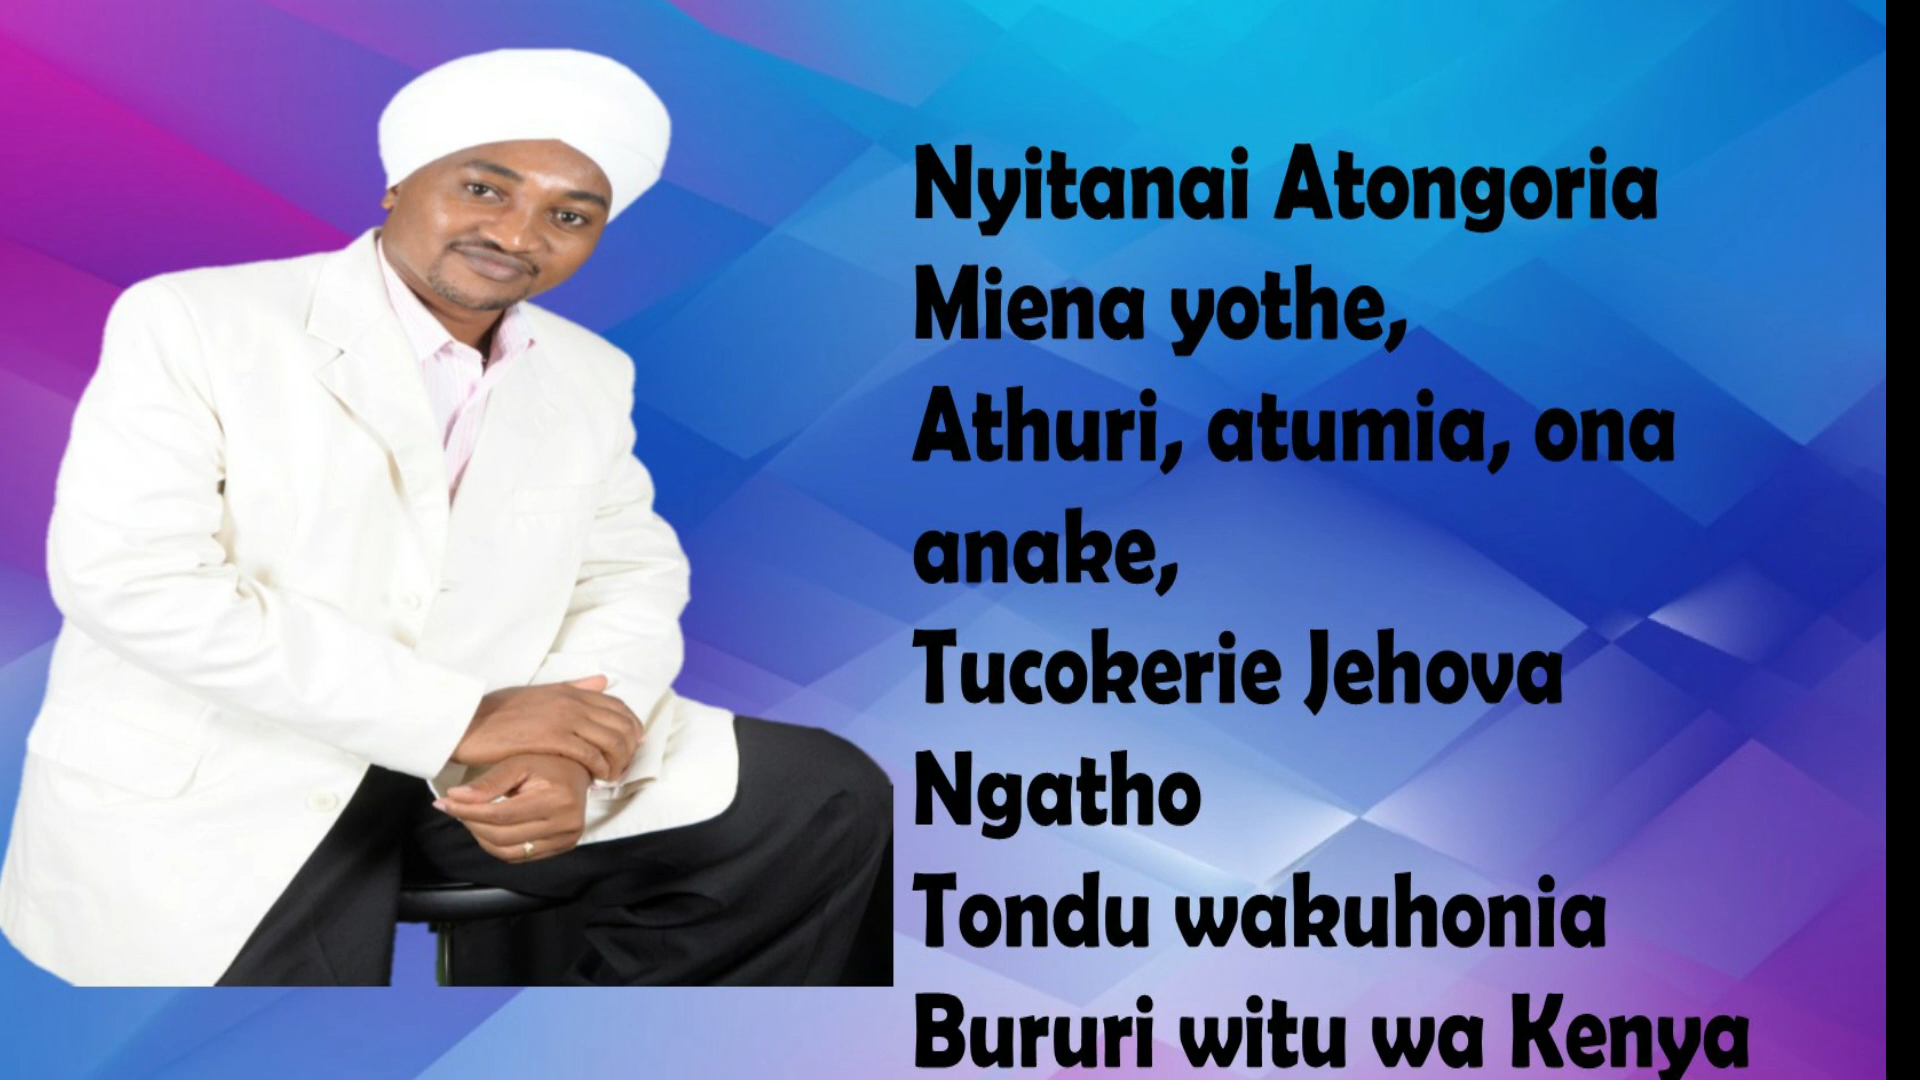 Nyitanai Atongoria
Miena yothe,
Athuri, atumia, ona
anake,
Tucokerie Jehova
Ngatho
Tondu wakuhonia
Bururi witu wa Kenya